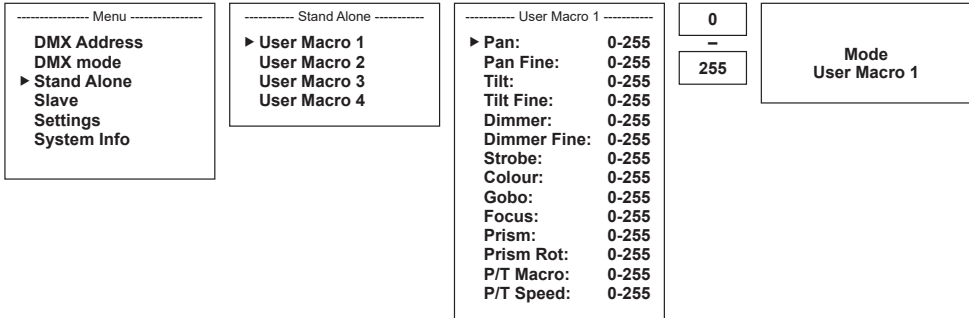 ---------------- Menu ----------------
DMX Address
DMX mode
▶ Stand Alone
Slave
Settings
System Info
----------- Stand Alone -----------
▶ User Macro 1
User Macro 2
User Macro 3
User Macro 4
----------- User Macro 1 -----------
▶ Pan: 0-255
Pan Fine: 0-255
Tilt: 0-255
Tilt Fine: 0-255
Dimmer: 0-255
Dimmer Fine: 0-255
Strobe: 0-255
Colour: 0-255
Gobo: 0-255
Focus: 0-255
Prism: 0-255
Prism Rot: 0-255
P/T Macro: 0-255
P/T Speed: 0-255
0
–
255
Mode
User Macro 1